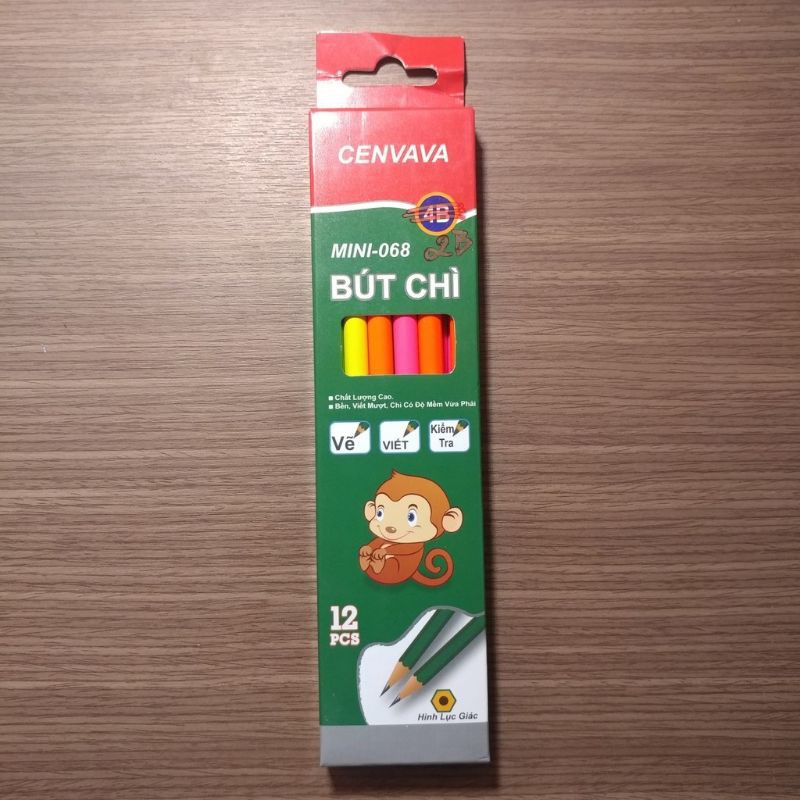 CENVAVA
4B
2B
MINI-068
BÚT CHÌ
Chất Lượng Cao.
Bền, Viết Mượt, Chì Có Độ Mềm Vừa Phải
Vẽ
VIẾT
Kiểm
Tra
12
PCS
Hình Lục Giác